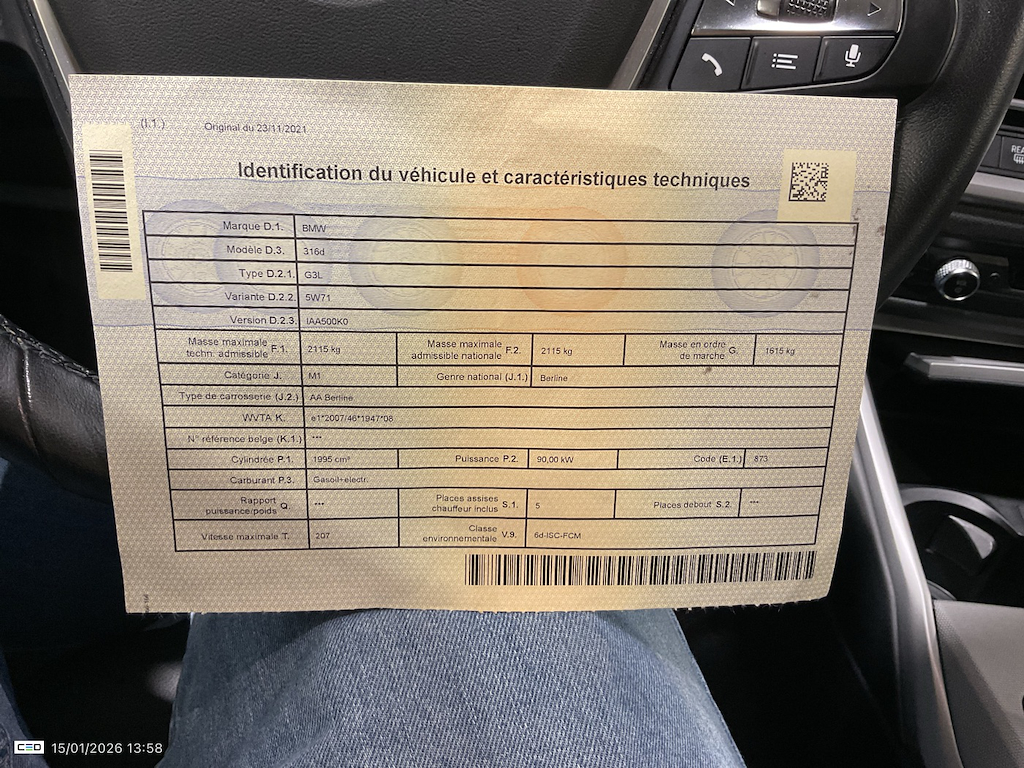 (I.1.) Original du 23/11/2021
Identification du véhicule et caractéristiques techniques
Marque D.1. BMW
Modèle D.3. 316d
Type D.2.1. G3L
Variante D.2.2. 5W71
Version D.2.3. IAA500K0
Masse maximale techn. admissible F.1. 2115 kg Masse maximale admissible nationale F.2. 2115 kg Masse en ordre de marche G. 1615 kg
Catégorie J. M1 Genre national (J.1.) Berline
Type de carrosserie (J.2.) AA Berline
WVTA K. e1*2007/46*1947*08
N° référence belge (K.1.) ***
Cylindrée P.1. 1995 cm³ Puissance P.2. 90,00 kW Code (E.1.) 873
Carburant P.3. Gasoil+electr.
Rapport puissance/poids Q. *** Places assises chauffeur inclus S.1. 5 Places debout S.2. ***
Vitesse maximale T. 207 Classe environnementale V.9. 6d-ISC-FCM
REA
CEO 15/01/2026 13:58